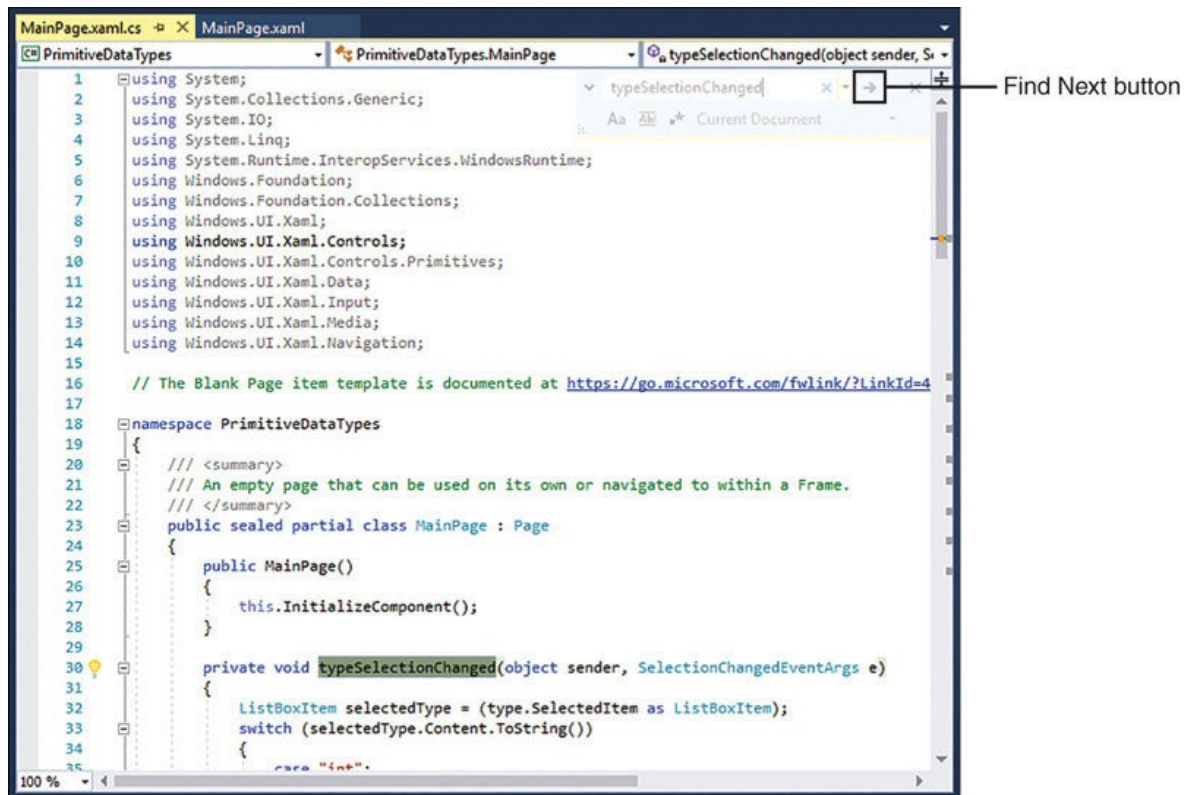 MainPage.xaml.cs MainPage.xaml
C# PrimitiveDataTypes PrimitiveDataTypes.MainPage typeSelectionChanged(object sender, Se
typeSelectionChanged
Find Next button
Aa Ab .* Current Document
1 using System;
2 using System.Collections.Generic;
3 using System.IO;
4 using System.Linq;
5 using System.Runtime.InteropServices.WindowsRuntime;
6 using Windows.Foundation;
7 using Windows.Foundation.Collections;
8 using Windows.UI.Xaml;
9 using Windows.UI.Xaml.Controls;
10 using Windows.UI.Xaml.Controls.Primitives;
11 using Windows.UI.Xaml.Data;
12 using Windows.UI.Xaml.Input;
13 using Windows.UI.Xaml.Media;
14 using Windows.UI.Xaml.Navigation;
15
16 // The Blank Page item template is documented at https://go.microsoft.com/fwlink/?LinkId=4
17
18 namespace PrimitiveDataTypes
19 {
20 /// <summary>
21 /// An empty page that can be used on its own or navigated to within a Frame.
22 /// </summary>
23 public sealed partial class MainPage : Page
24 {
25 public MainPage()
26 {
27 this.InitializeComponent();
28 }
29
30 private void typeSelectionChanged(object sender, SelectionChangedEventArgs e)
31 {
32 ListBoxItem selectedType = (type.SelectedItem as ListBoxItem);
33 switch (selectedType.Content.ToString())
34 {
35 case "int":
100 %